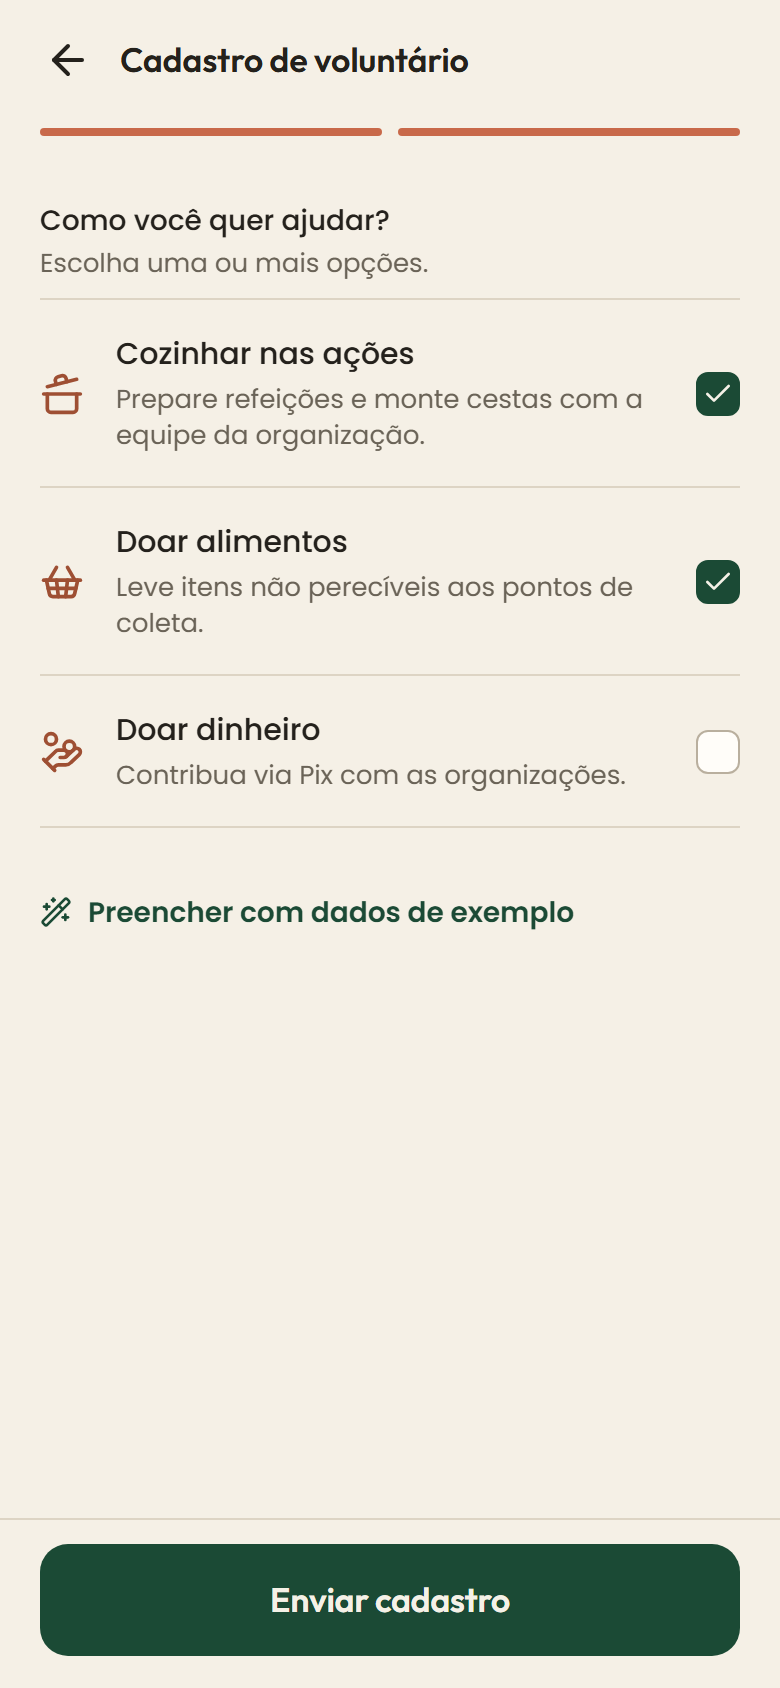 Cadastro de voluntário
Como você quer ajudar?
Escolha uma ou mais opções.
Cozinhar nas ações
Prepare refeições e monte cestas com a
equipe da organização.
Doar alimentos
Leve itens não perecíveis aos pontos de
coleta.
Doar dinheiro
Contribua via Pix com as organizações.
Preencher com dados de exemplo
Enviar cadastro